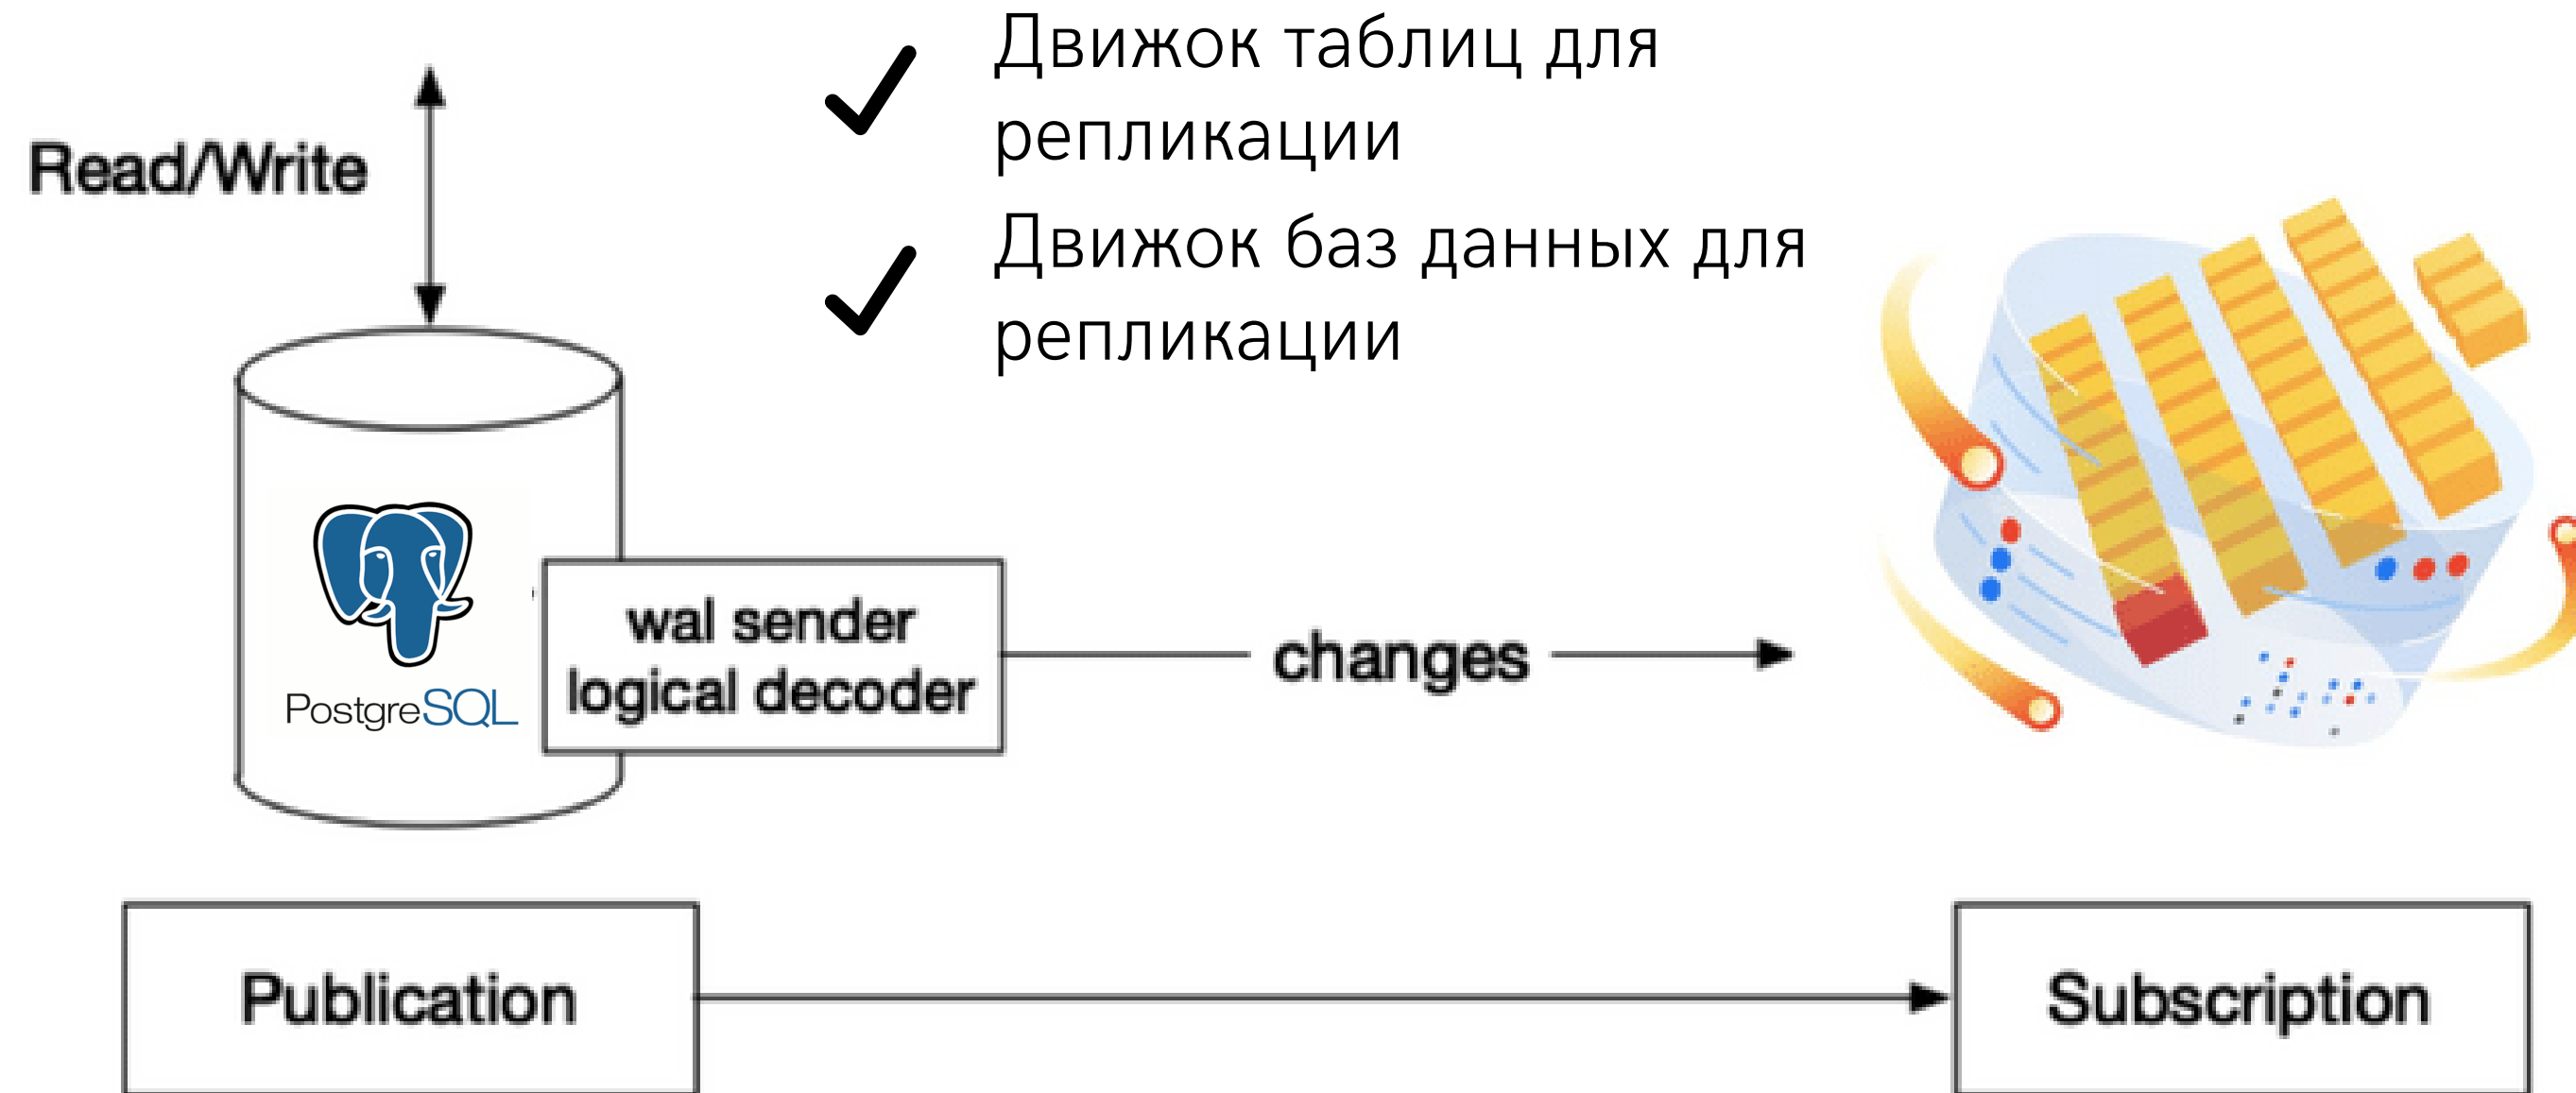 Движок таблиц для
репликации
Read/Write
Движок баз данных для
репликации
PostgreSQL
wal sender
logical decoder
changes
Publication
Subscription